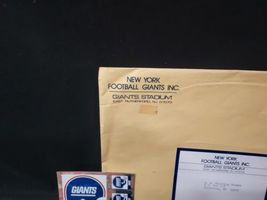 NEW YORK
FOOTBALL GIANTS INC.
GIANTS STADIUM
EAST RUTHERFORD, NJ 07073
NEW YORK
FOOTBALL GIANTS INC.
GIANTS STADIUM
GIANTS